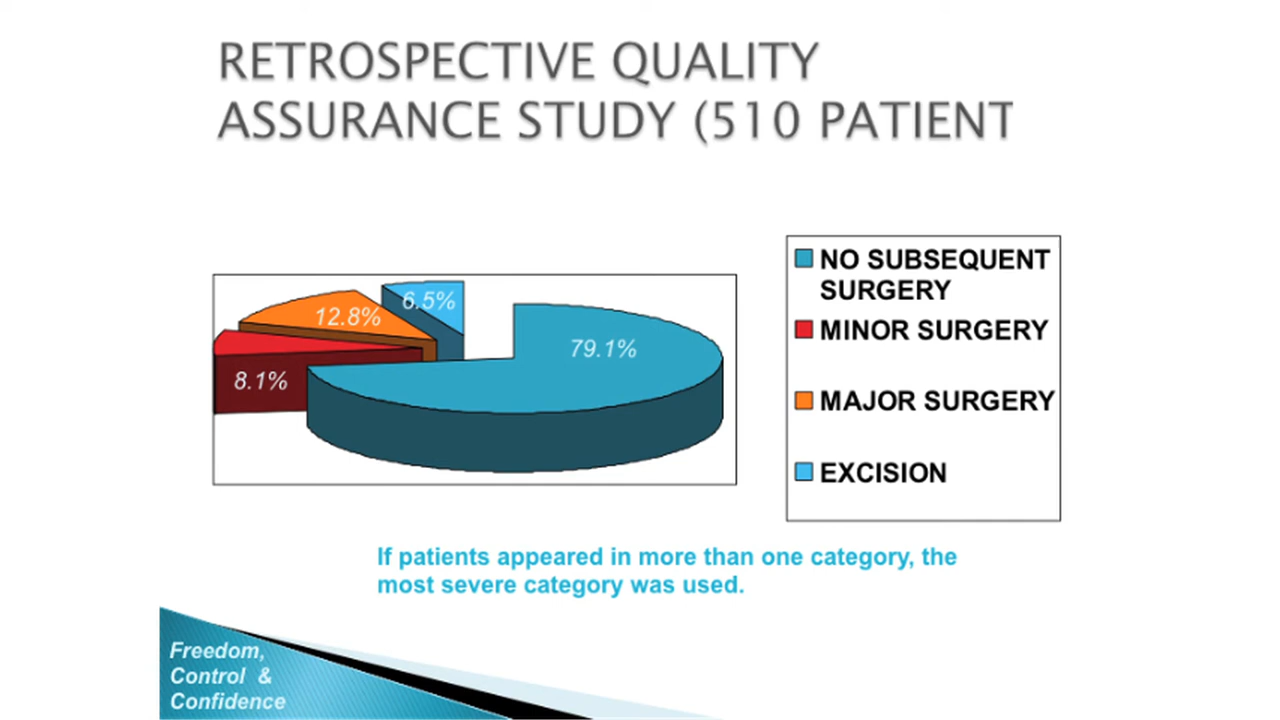 RETROSPECTIVE QUALITY
ASSURANCE STUDY (510 PATIENT
6.5%
12.8%
79.1%
8.1%
NO SUBSEQUENT
SURGERY
MINOR SURGERY
MAJOR SURGERY
EXCISION
If patients appeared in more than one category, the
most severe category was used.
Freedom,
Control &
Confidence